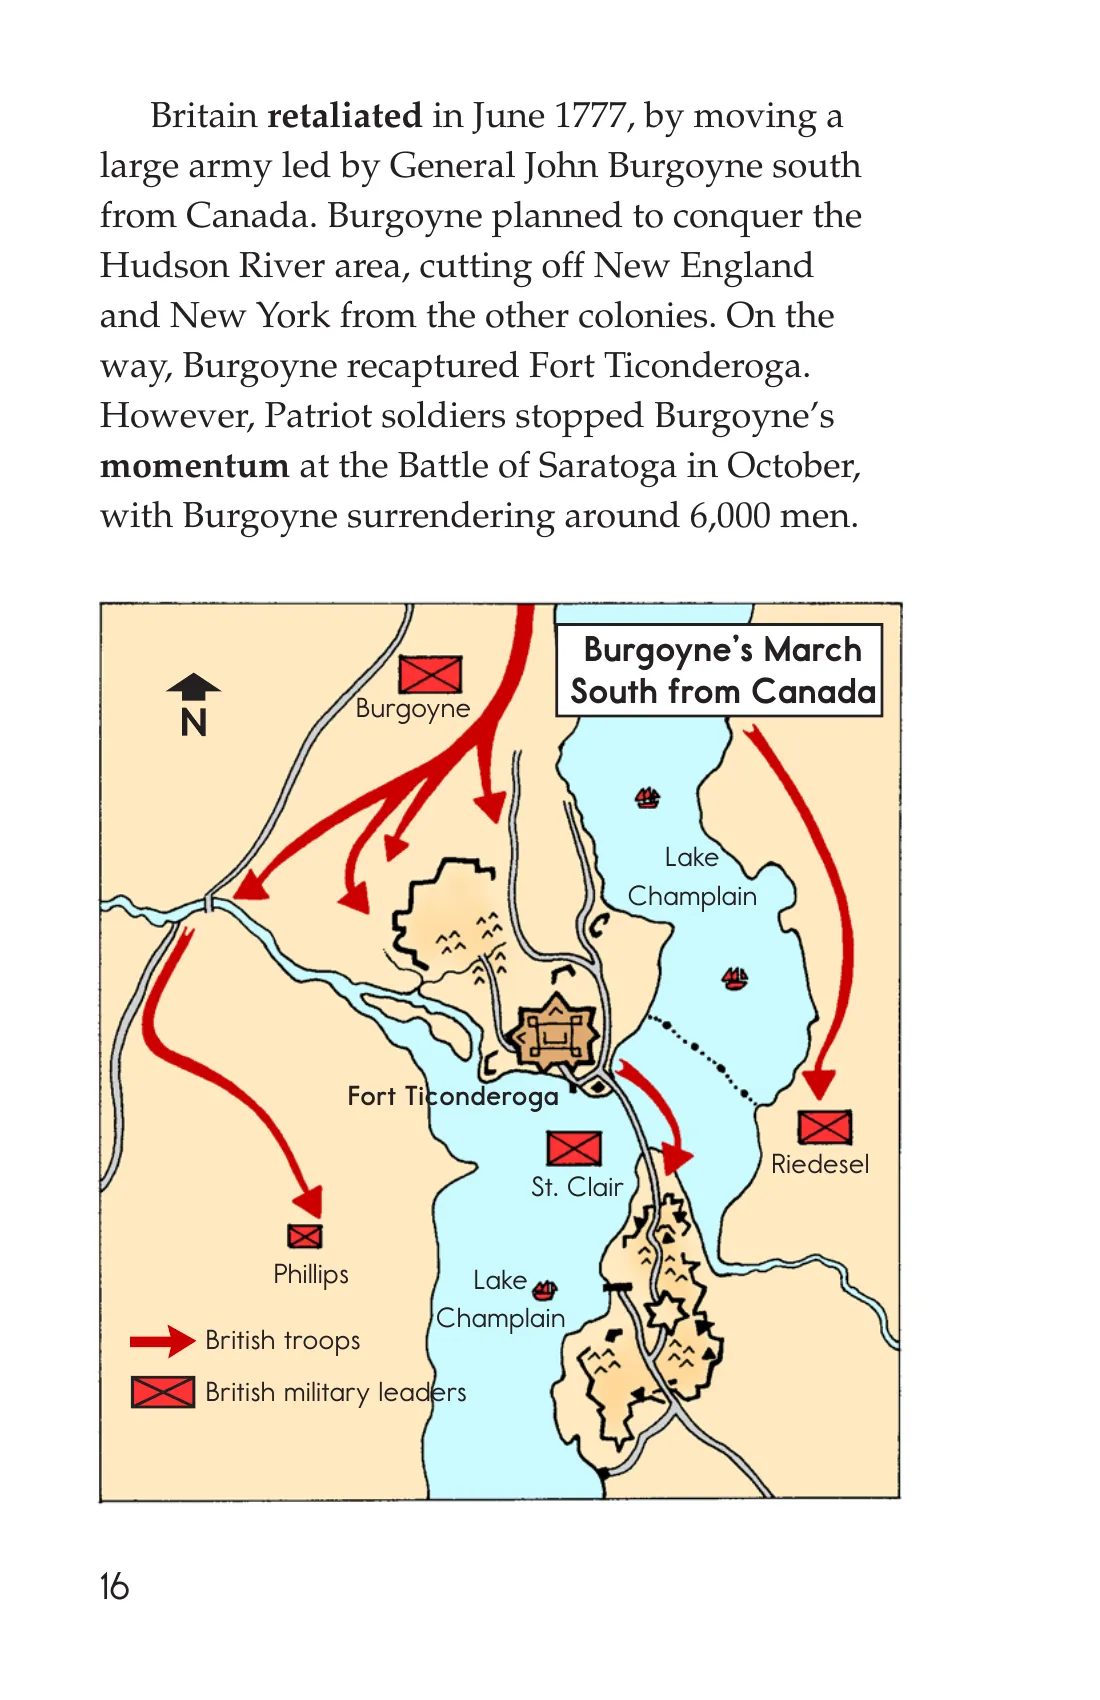 Britain retaliated in June 1777, by moving a
large army led by General John Burgoyne south
from Canada. Burgoyne planned to conquer the
Hudson River area, cutting off New England
and New York from the other colonies. On the
way, Burgoyne recaptured Fort Ticonderoga.
However, Patriot soldiers stopped Burgoyne’s
momentum at the Battle of Saratoga in October,
with Burgoyne surrendering around 6,000 men.
Burgoyne’s March
South from Canada
N
Burgoyne
Lake
Champlain
Fort Ticonderoga
Riedesel
St. Clair
Phillips
Lake
Champlain
British troops
British military leaders
16